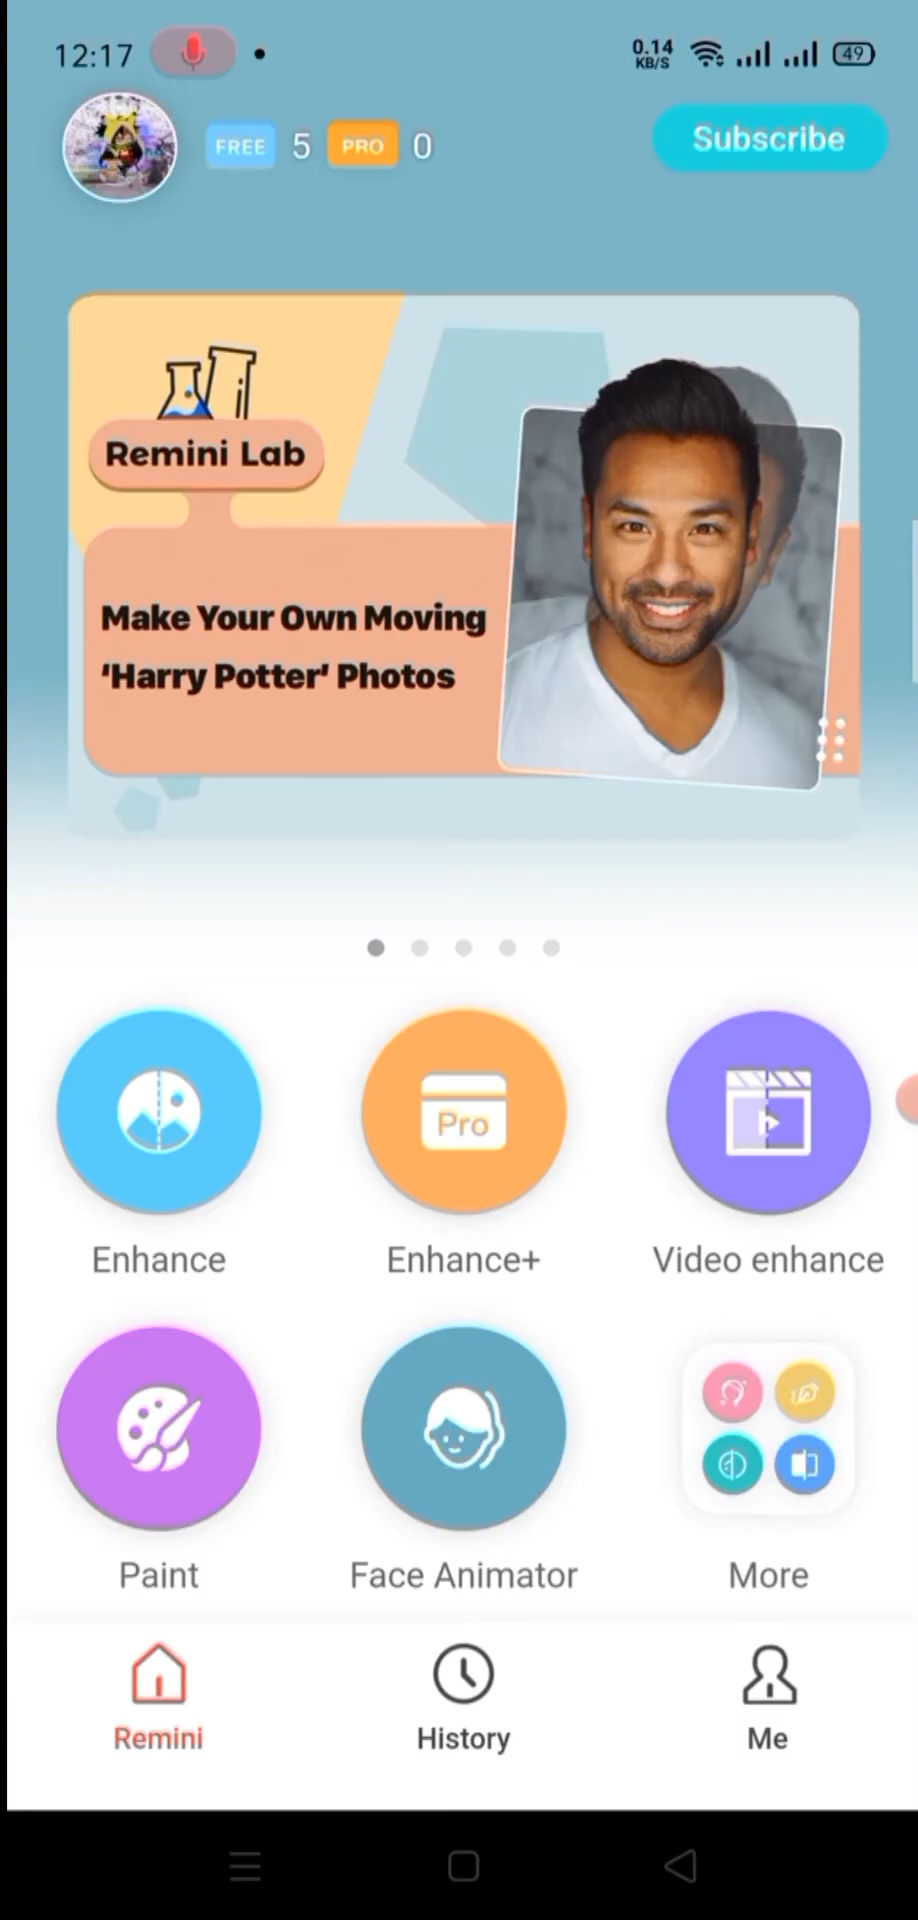 12:17
0.14
KB/S
49
FREE 5 PRO 0
Subscribe
Remini Lab
Make Your Own Moving
‘Harry Potter’ Photos
Pro
Enhance
Enhance+
Video enhance
Paint
Face Animator
More
Remini
History
Me